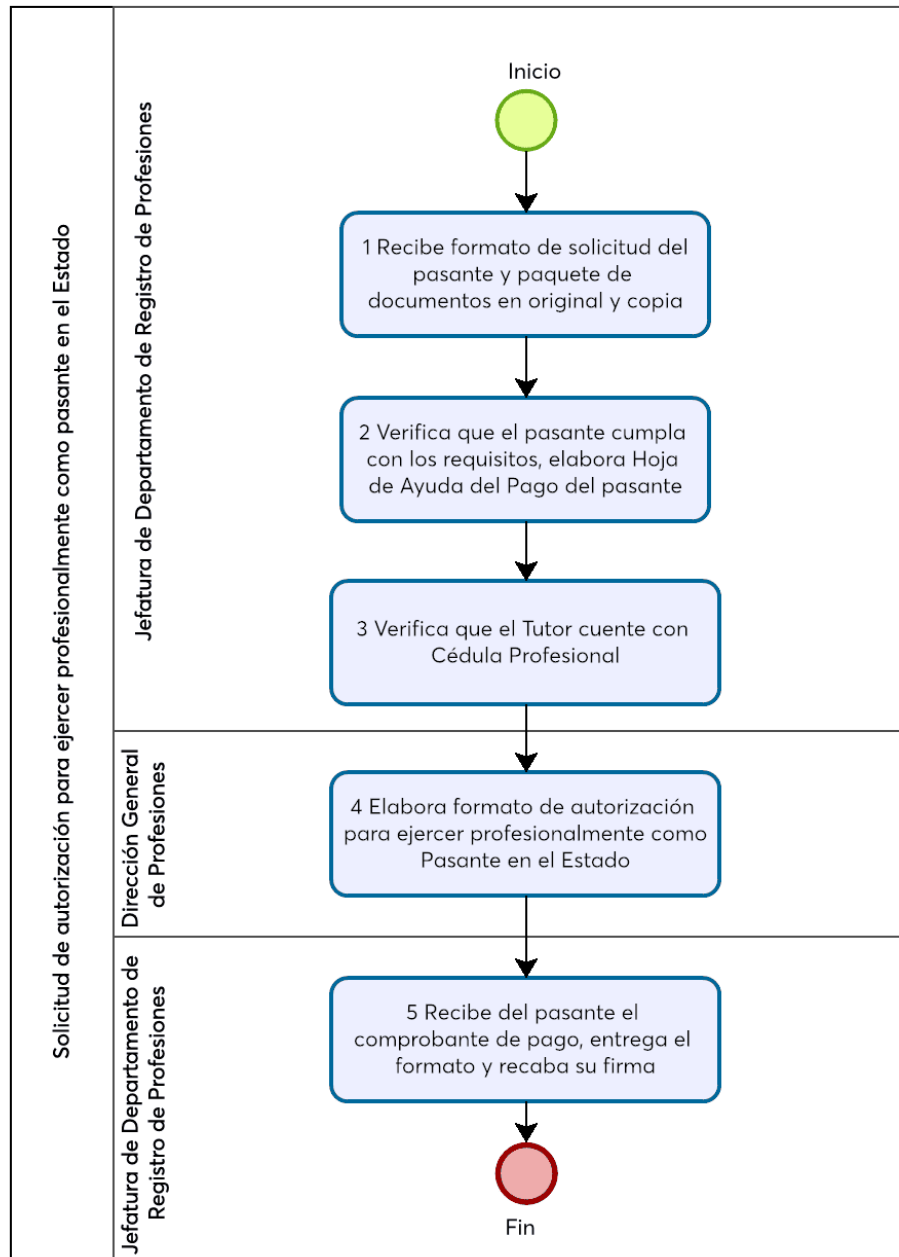 Solicitud de autorización para ejercer profesionalmente como pasante en el Estado
Jefatura de Departamento de Registro de Profesiones
Inicio
1 Recibe formato de solicitud del
pasante y paquete de
documentos en original y copia
2 Verifica que el pasante cumpla
con los requisitos, elabora Hoja
de Ayuda del Pago del pasante
3 Verifica que el Tutor cuente con
Cédula Profesional
Dirección General
de Profesiones
4 Elabora formato de autorización
para ejercer profesionalmente como
Pasante en el Estado
Jefatura de Departamento de
Registro de Profesiones
5 Recibe del pasante el
comprobante de pago, entrega el
formato y recaba su firma
Fin